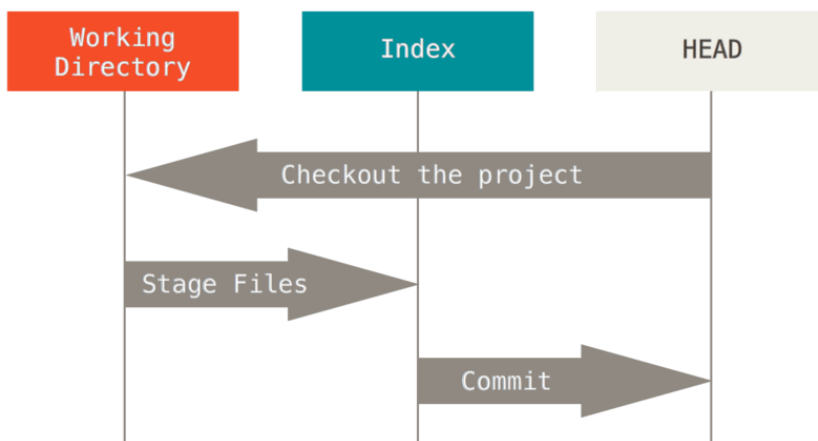 Working
Directory
Index
HEAD
Checkout the project
Stage Files
Commit